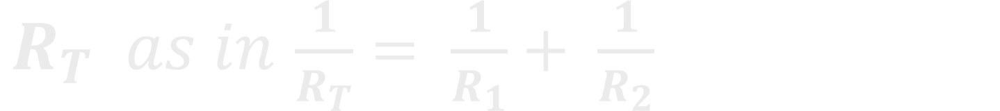 R_T as in 1/R_T = 1/R_1 + 1/R_2